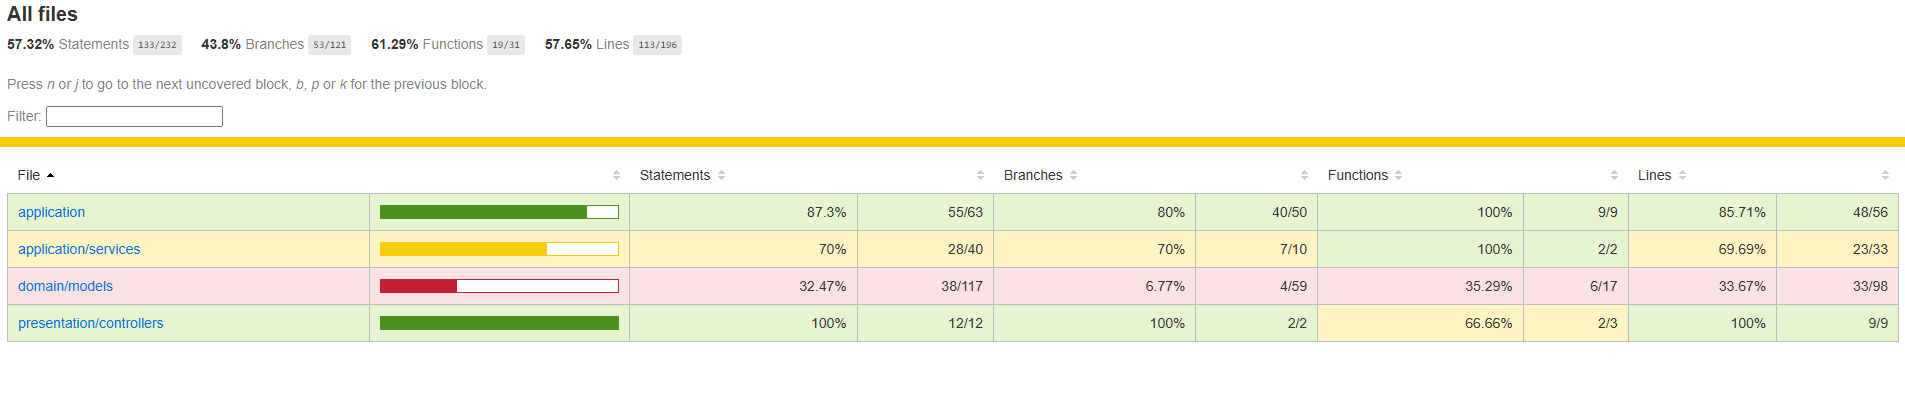 All files
57.32% Statements 133/232 43.8% Branches 53/121 61.29% Functions 19/31 57.65% Lines 113/196
Press n or j to go to the next uncovered block, b, p or k for the previous block.
Filter:
File Statements Branches Functions Lines
application 87.3% 55/63 80% 40/50 100% 9/9 85.71% 48/56
application/services 70% 28/40 70% 7/10 100% 2/2 69.69% 23/33
domain/models 32.47% 38/117 6.77% 4/59 35.29% 6/17 33.67% 33/98
presentation/controllers 100% 12/12 100% 2/2 66.66% 2/3 100% 9/9